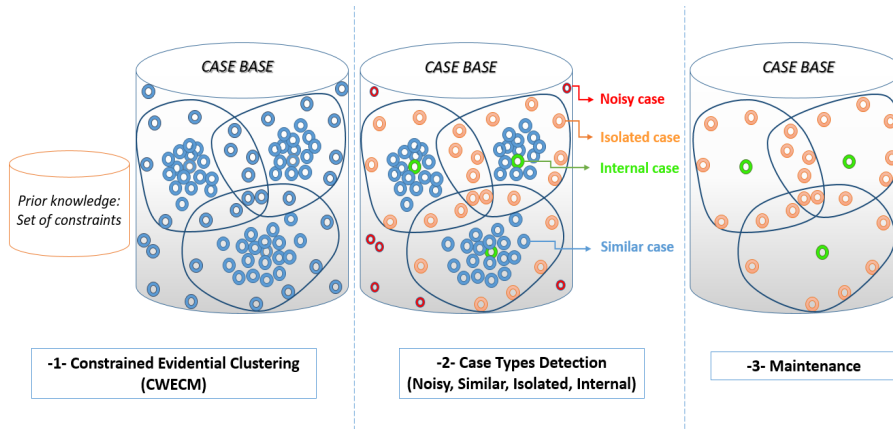 CASE BASE
Prior knowledge:
Set of constraints
-1- Constrained Evidential Clustering
(CWECM)
CASE BASE
Noisy case
Isolated case
Internal case
Similar case
-2- Case Types Detection
(Noisy, Similar, Isolated, Internal)
CASE BASE
-3- Maintenance